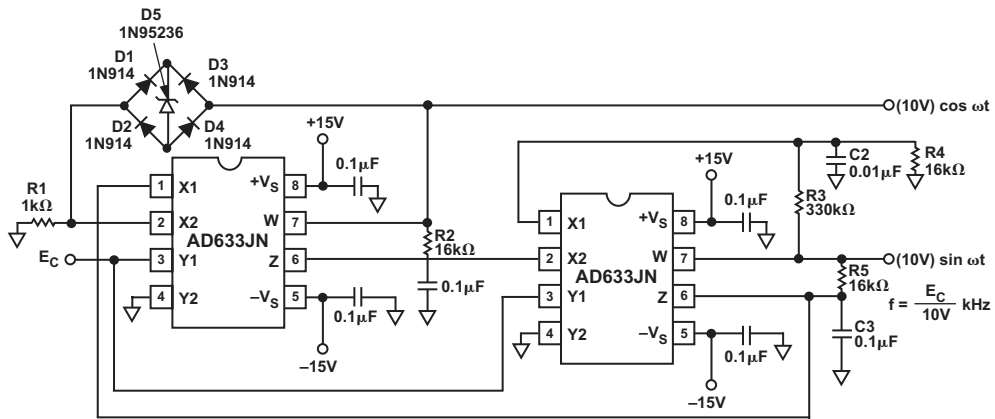 D5
1N95236
D1
1N914
D3
1N914
D2
1N914
D4
1N914
(10V) cos ωt
+15V
0.1µF
R1
1kΩ
1 X1
2 X2
3 Y1
4 Y2
+VS 8
W 7
Z 6
–VS 5
AD633JN
EC
R2
16kΩ
0.1µF
0.1µF
–15V
+15V
0.1µF
C2
0.01µF
R4
16kΩ
R3
330kΩ
1 X1
2 X2
3 Y1
4 Y2
+VS 8
W 7
Z 6
–VS 5
AD633JN
(10V) sin ωt
R5
16kΩ
f = EC / 10V kHz
C3
0.1µF
0.1µF
–15V